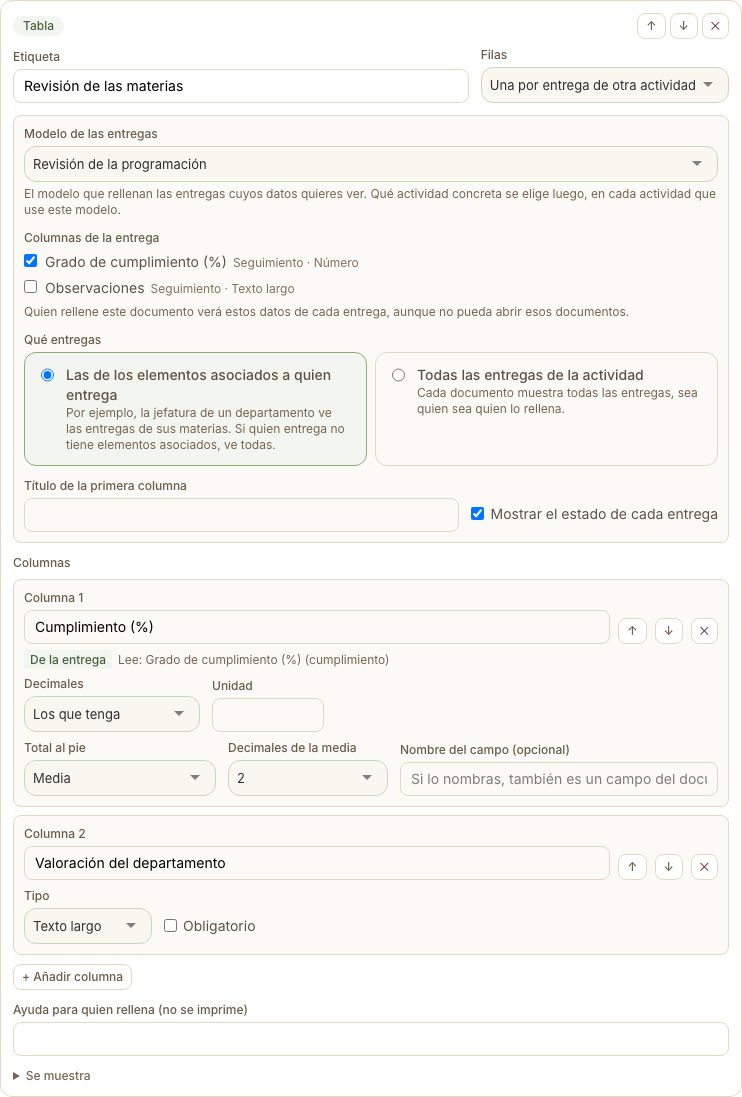 Tabla
↑ ↓ ×
Etiqueta
Filas
Revisión de las materias
Una por entrega de otra actividad
Modelo de las entregas
Revisión de la programación
El modelo que rellenan las entregas cuyos datos quieres ver. Qué actividad concreta se elige luego, en cada actividad que
use este modelo.
Columnas de la entrega
Grado de cumplimiento (%) Seguimiento · Número
Observaciones Seguimiento · Texto largo
Quien rellene este documento verá estos datos de cada entrega, aunque no pueda abrir esos documentos.
Qué entregas
Las de los elementos asociados a quien
entrega
Por ejemplo, la jefatura de un departamento ve
las entregas de sus materias. Si quien entrega no
tiene elementos asociados, ve todas.
Todas las entregas de la actividad
Cada documento muestra todas las entregas, sea
quien sea quien lo rellena.
Título de la primera columna
Mostrar el estado de cada entrega
Columnas
Columna 1
Cumplimiento (%)
↑ ↓ ×
De la entrega Lee: Grado de cumplimiento (%) (cumplimiento)
Decimales
Unidad
Los que tenga
Total al pie
Decimales de la media
Nombre del campo (opcional)
Media
2
Si lo nombras, también es un campo del docu
Columna 2
Valoración del departamento
↑ ↓ ×
Tipo
Texto largo
Obligatorio
+ Añadir columna
Ayuda para quien rellena (no se imprime)
▶ Se muestra